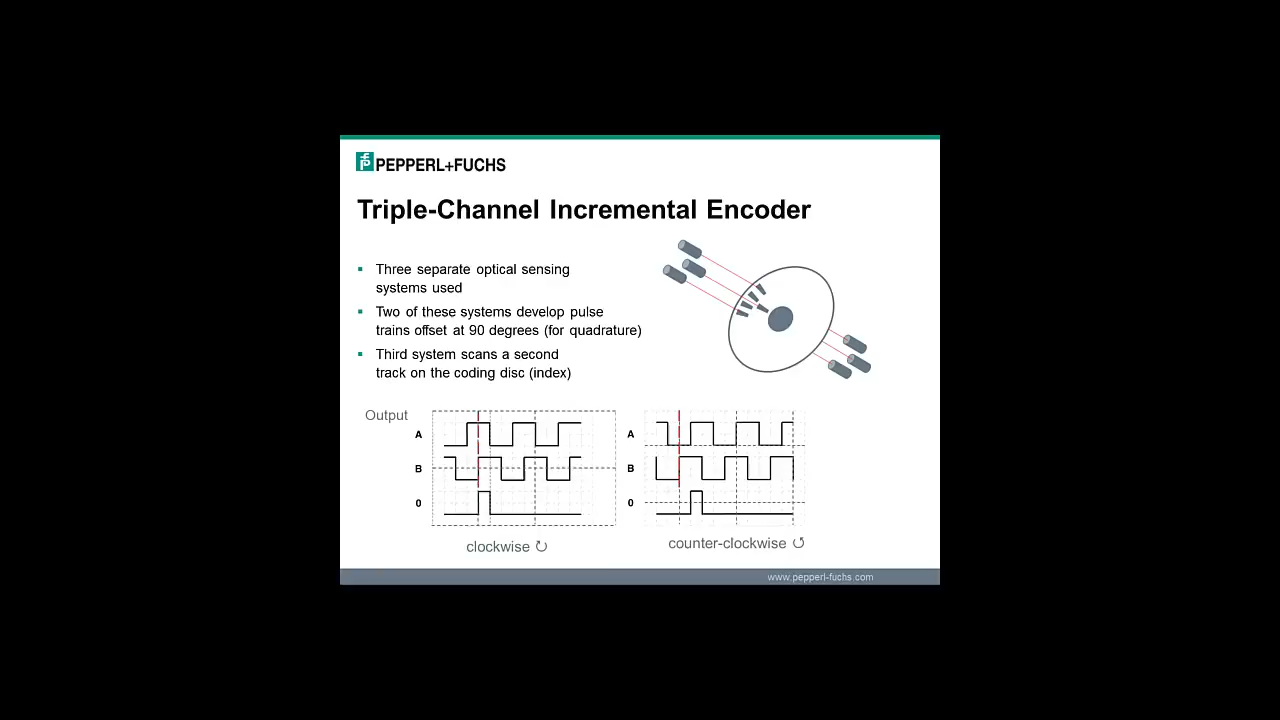 PEPPERL+FUCHS
Triple-Channel Incremental Encoder
Three separate optical sensing
systems used
Two of these systems develop pulse
trains offset at 90 degrees (for quadrature)
Third system scans a second
track on the coding disc (index)
Output
A
B
0
clockwise ↻
A
B
0
counter-clockwise ↺
www.pepperl-fuchs.com